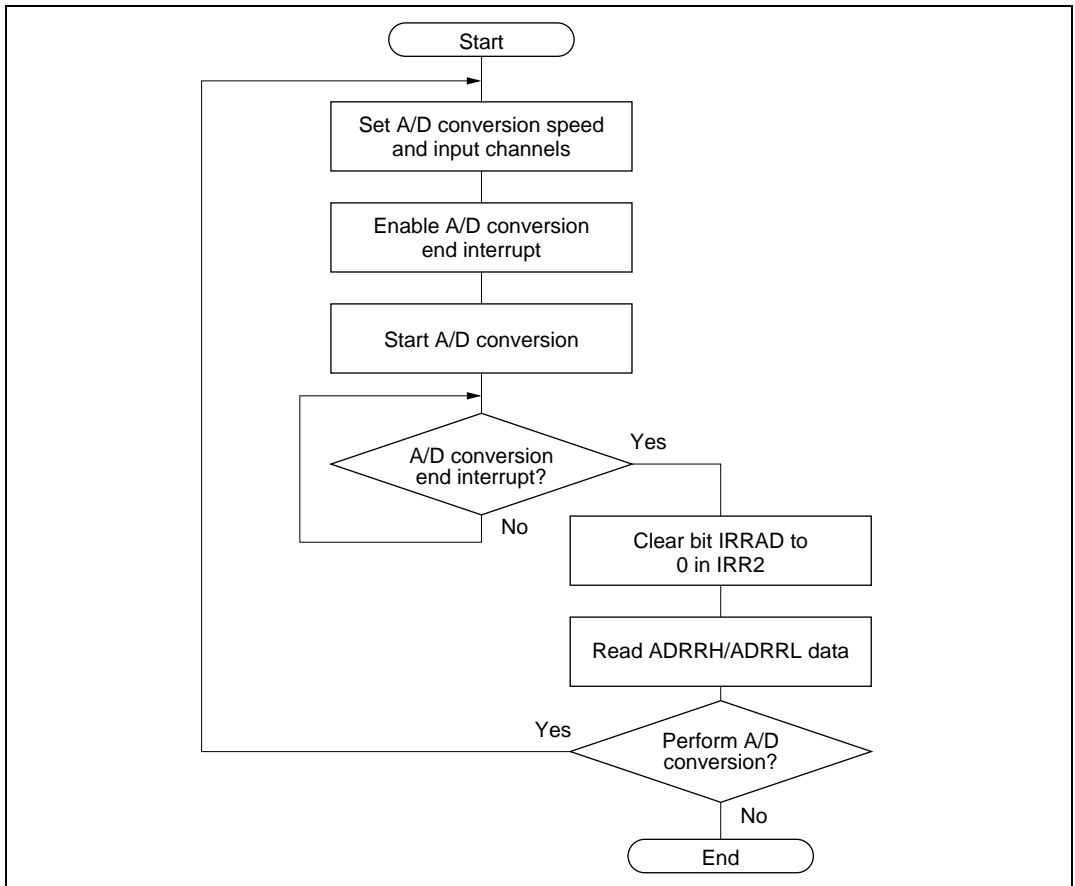 Start
Set A/D conversion speed
and input channels
Enable A/D conversion
end interrupt
Start A/D conversion
A/D conversion
end interrupt?
Yes
No
Clear bit IRRAD to
0 in IRR2
Read ADRRH/ADRRL data
Perform A/D
conversion?
Yes
No
End